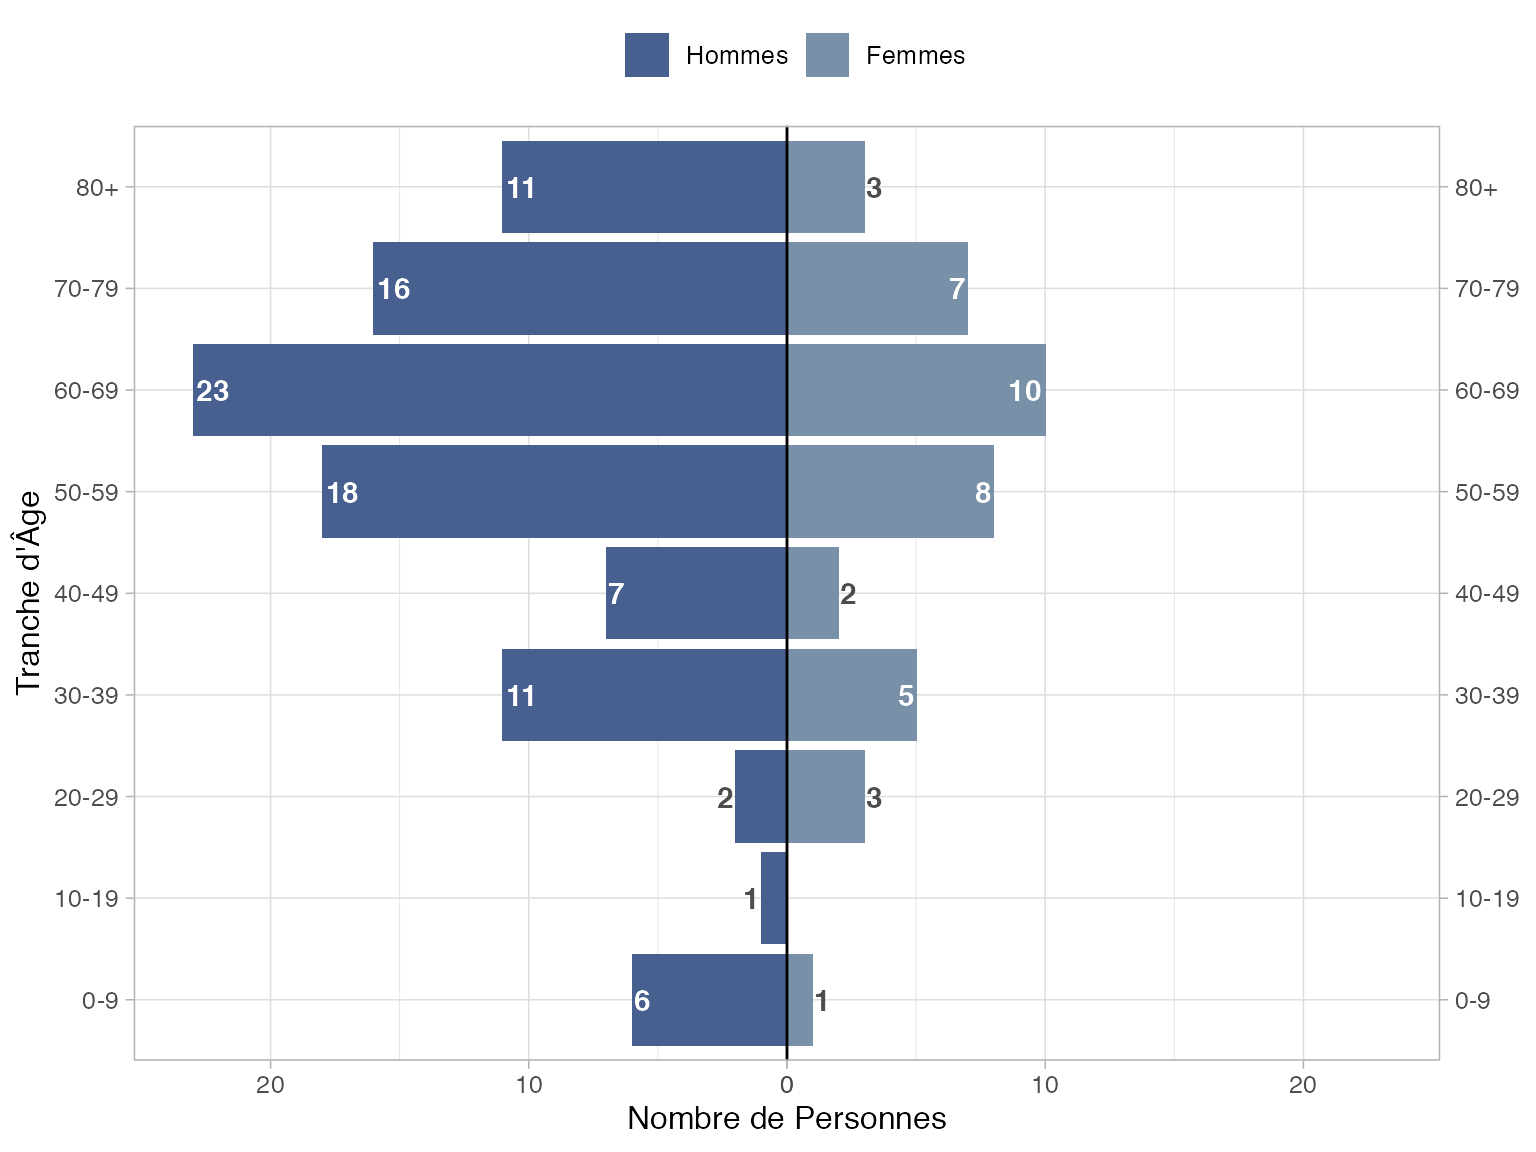 Hommes Femmes
80+ 11 3 80+
70-79 16 7 70-79
60-69 23 10 60-69
50-59 18 8 50-59
40-49 7 2 40-49
30-39 11 5 30-39
20-29 2 3 20-29
10-19 1 10-19
0-9 6 1 0-9
Tranche d'Âge
20 10 0 10 20
Nombre de Personnes